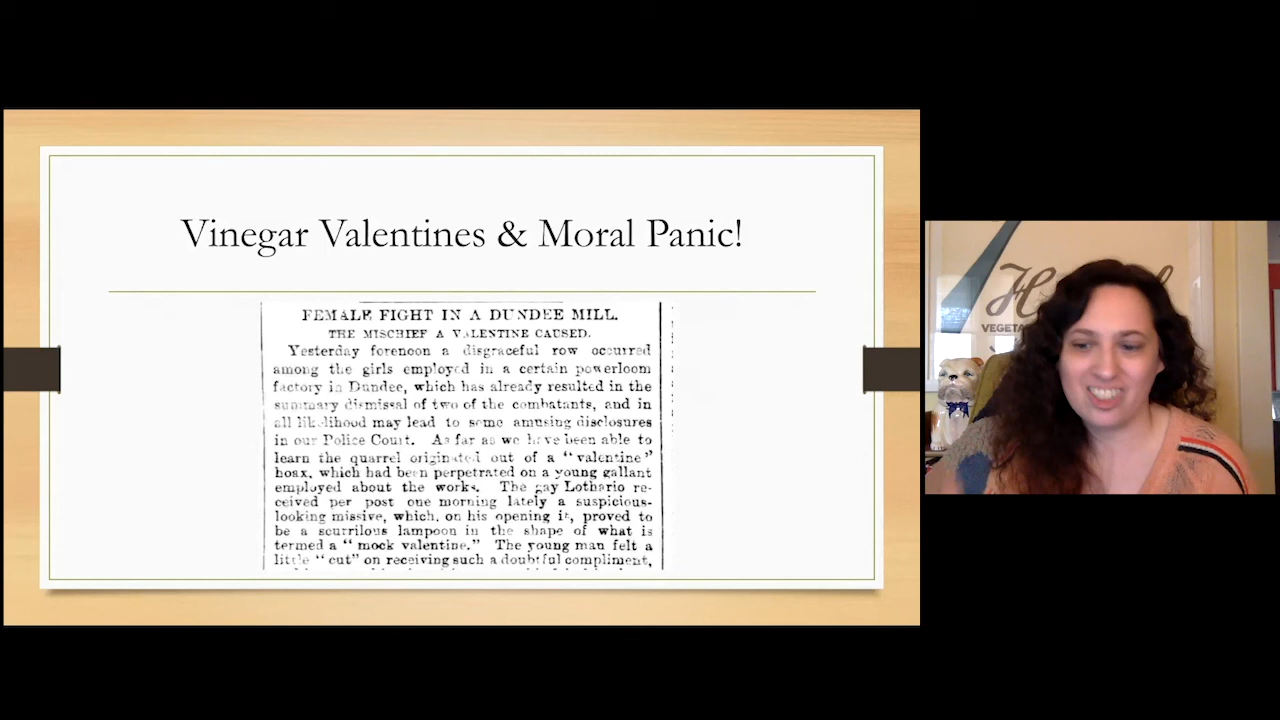 Vinegar Valentines & Moral Panic!
FEMALE FIGHT IN A DUNDEE MILL.
THE MISCHIEF A VALENTINE CAUSED.
Yesterday forenoon a disgraceful row occurred
among the girls employed in a certain powerloom
factory in Dundee, which has already resulted in the
summary dismissal of two of the combatants, and in
all likelihood may lead to some amusing disclosures
in our Police Court. As far as we have been able to
learn the quarrel originated out of a "valentine"
hoax, which had been perpetrated on a young gallant
employed about the works. The gay Lothario re-
ceived per post one morning lately a suspicious-
looking missive, which, on his opening it, proved to
be a scurrilous lampoon in the shape of what is
termed a "mock valentine." The young man felt a
little "cut" on receiving such a doubtful compliment,
VEGETA